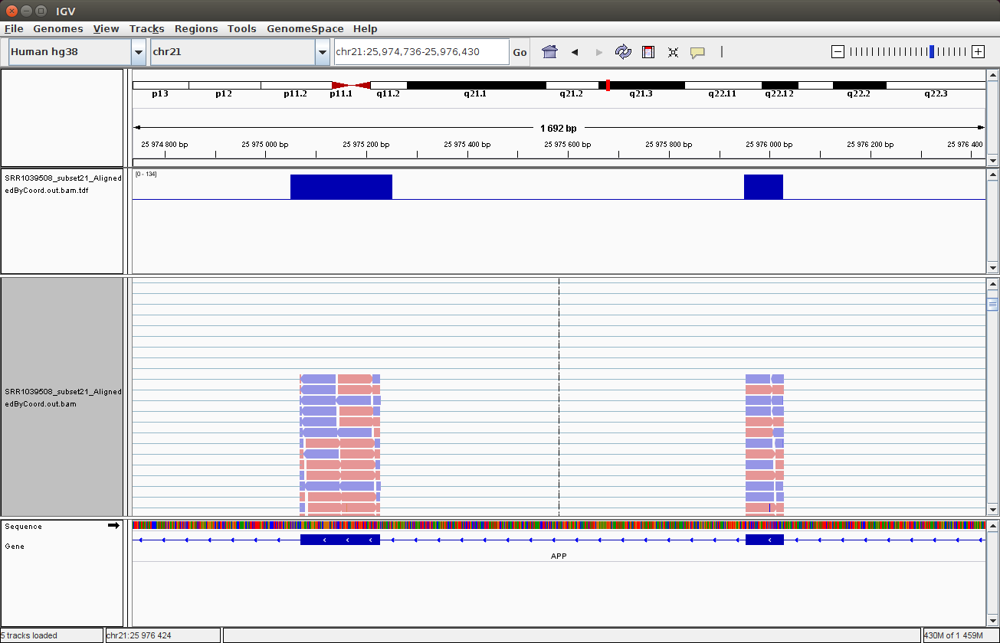 IGV
File Genomes View Tracks Regions Tools GenomeSpace Help
Human hg38 chr21 chr21:25,974,736-25,976,430 Go
p13 p12 p11.2 p11.1 q11.2 q21.1 q21.2 q21.3 q22.11 q22.12 q22.2 q22.3
1 692 bp
25 974 800 bp 25 975 000 bp 25 975 200 bp 25 975 400 bp 25 975 600 bp 25 975 800 bp 25 976 000 bp 25 976 200 bp 25 976 400
[0 - 134]
SRR1039508_subset21_Aligned
edByCoord.out.bam.tdf
SRR1039508_subset21_Aligned
edByCoord.out.bam
Sequence
Gene
APP
5 tracks loaded chr21:25 976 424 430M of 1 459M